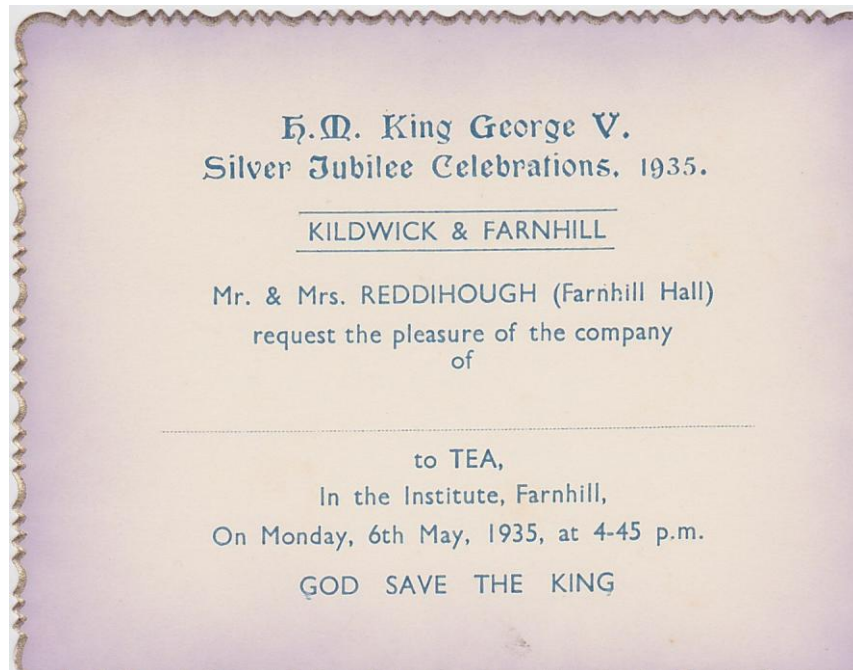 H.M. King George V.
Silver Jubilee Celebrations, 1935.
KILDWICK & FARNHILL
Mr. & Mrs. REDDIHOUGH (Farnhill Hall)
request the pleasure of the company
of
to TEA,
In the Institute, Farnhill,
On Monday, 6th May, 1935, at 4-45 p.m.
GOD SAVE THE KING